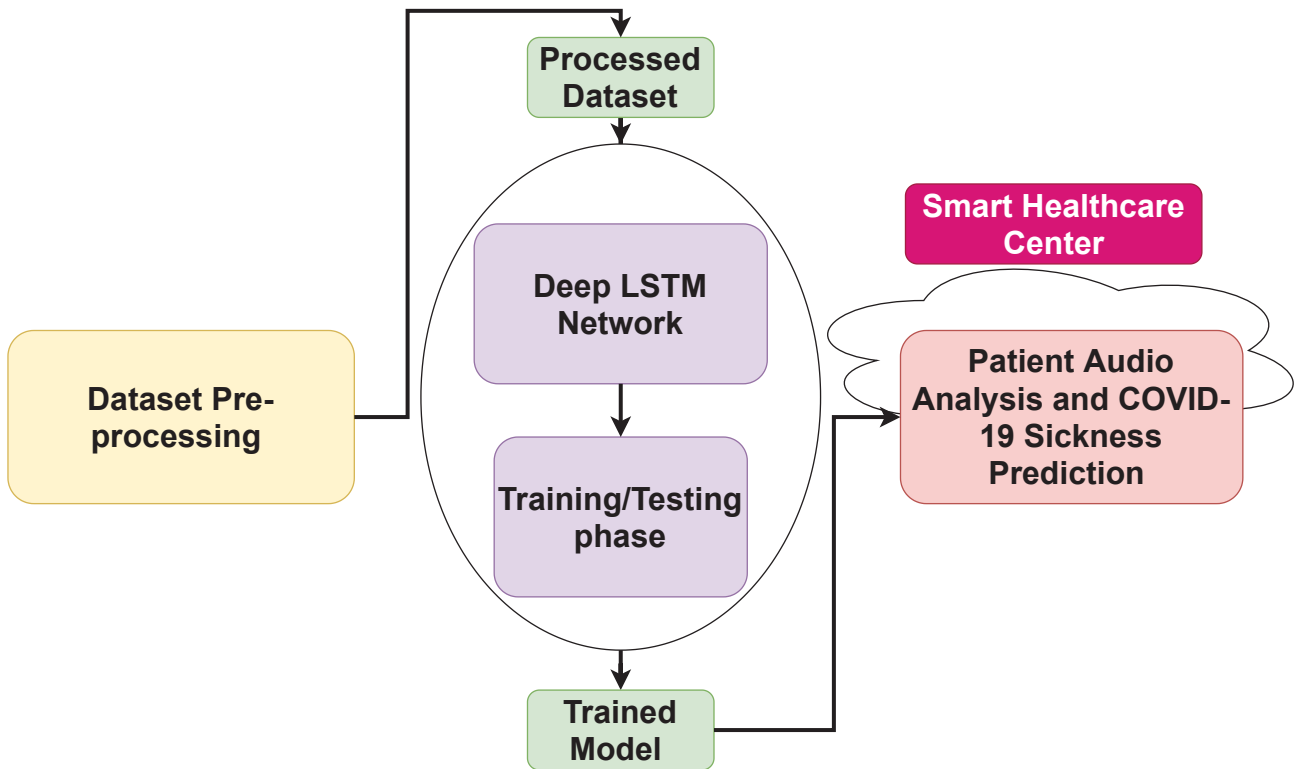 Processed
Dataset
Smart Healthcare
Center
Deep LSTM
Network
Dataset Pre-
processing
Patient Audio
Analysis and COVID-
19 Sickness
Prediction
Training/Testing
phase
Trained
Model